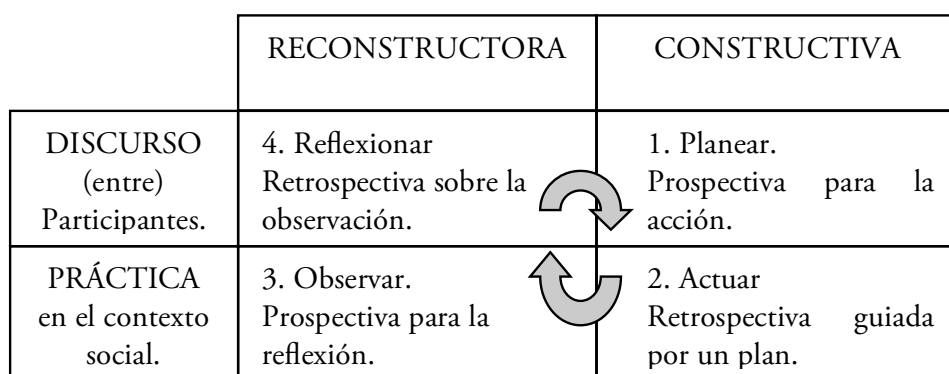 RECONSTRUCTORA
CONSTRUCTIVA
DISCURSO
(entre)
Participantes.
4. Reflexionar
Retrospectiva sobre la
observación.
1. Planear.
Prospectiva para la
acción.
PRÁCTICA
en el contexto
social.
3. Observar.
Prospectiva para la
reflexión.
2. Actuar
Retrospectiva guiada
por un plan.